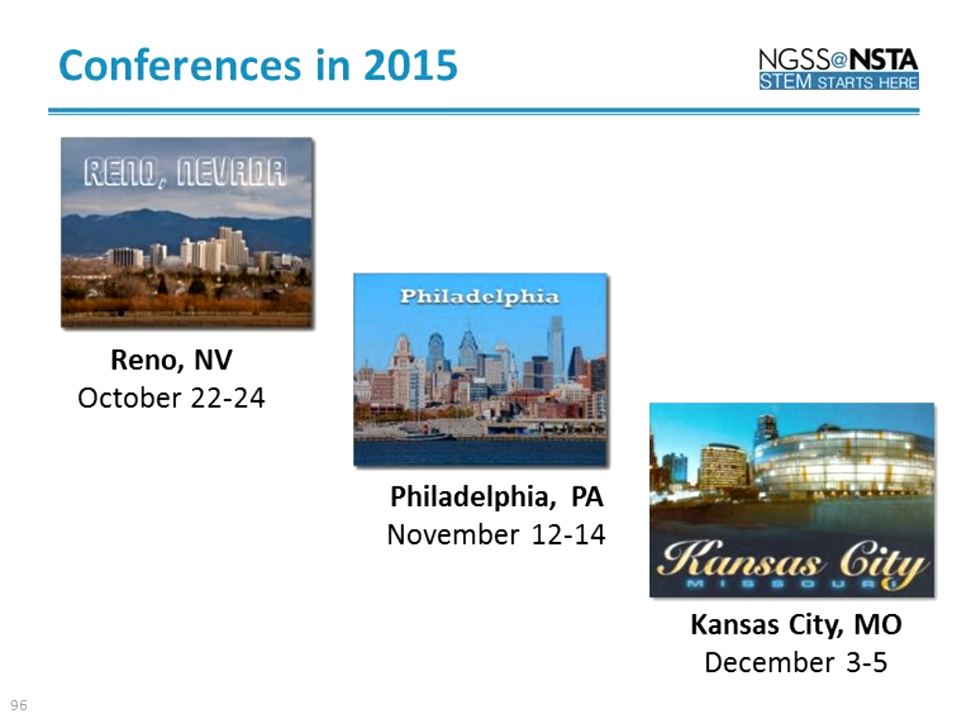 Conferences in 2015
NGSS@NSTA
STEM STARTS HERE
RENO, NEVADA
Reno, NV
October 22-24
Philadelphia
Philadelphia, PA
November 12-14
Kansas City
MISSOURI
Kansas City, MO
December 3-5
96